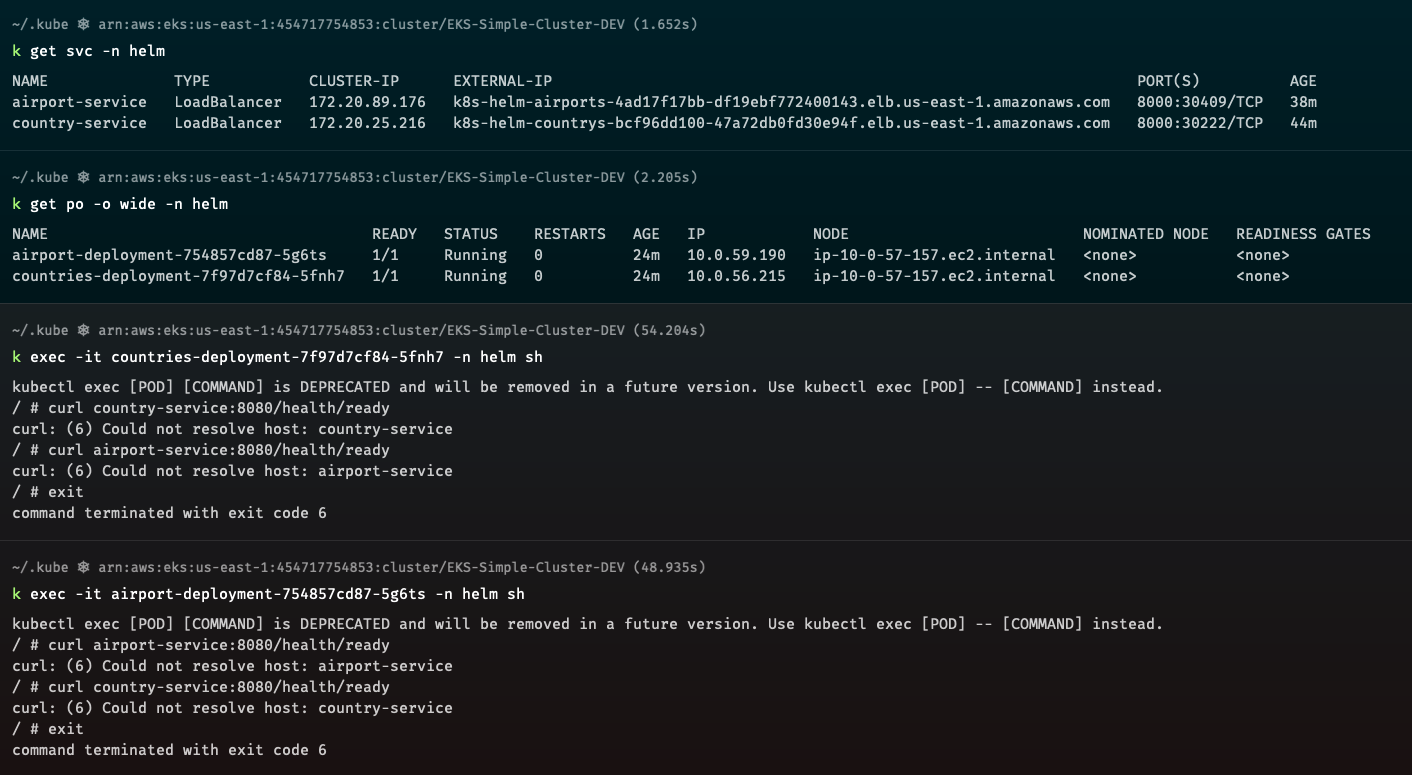 ~/.kube ⎈ arn:aws:eks:us-east-1:454717754853:cluster/EKS-Simple-Cluster-DEV (1.652s)
k get svc -n helm
NAME TYPE CLUSTER-IP EXTERNAL-IP PORT(S) AGE
airport-service LoadBalancer 172.20.89.176 k8s-helm-airports-4ad17f17bb-df19ebf772400143.elb.us-east-1.amazonaws.com 8000:30409/TCP 38m
country-service LoadBalancer 172.20.25.216 k8s-helm-countrys-bcf96dd100-47a72db0fd30e94f.elb.us-east-1.amazonaws.com 8000:30222/TCP 44m
~/.kube ⎈ arn:aws:eks:us-east-1:454717754853:cluster/EKS-Simple-Cluster-DEV (2.205s)
k get po -o wide -n helm
NAME READY STATUS RESTARTS AGE IP NODE NOMINATED NODE READINESS GATES
airport-deployment-754857cd87-5g6ts 1/1 Running 0 24m 10.0.59.190 ip-10-0-57-157.ec2.internal <none> <none>
countries-deployment-7f97d7cf84-5fnh7 1/1 Running 0 24m 10.0.56.215 ip-10-0-57-157.ec2.internal <none> <none>
~/.kube ⎈ arn:aws:eks:us-east-1:454717754853:cluster/EKS-Simple-Cluster-DEV (54.204s)
k exec -it countries-deployment-7f97d7cf84-5fnh7 -n helm sh
kubectl exec [POD] [COMMAND] is DEPRECATED and will be removed in a future version. Use kubectl exec [POD] -- [COMMAND] instead.
/ # curl country-service:8080/health/ready
curl: (6) Could not resolve host: country-service
/ # curl airport-service:8080/health/ready
curl: (6) Could not resolve host: airport-service
/ # exit
command terminated with exit code 6
~/.kube ⎈ arn:aws:eks:us-east-1:454717754853:cluster/EKS-Simple-Cluster-DEV (48.935s)
k exec -it airport-deployment-754857cd87-5g6ts -n helm sh
kubectl exec [POD] [COMMAND] is DEPRECATED and will be removed in a future version. Use kubectl exec [POD] -- [COMMAND] instead.
/ # curl airport-service:8080/health/ready
curl: (6) Could not resolve host: airport-service
/ # curl country-service:8080/health/ready
curl: (6) Could not resolve host: country-service
/ # exit
command terminated with exit code 6